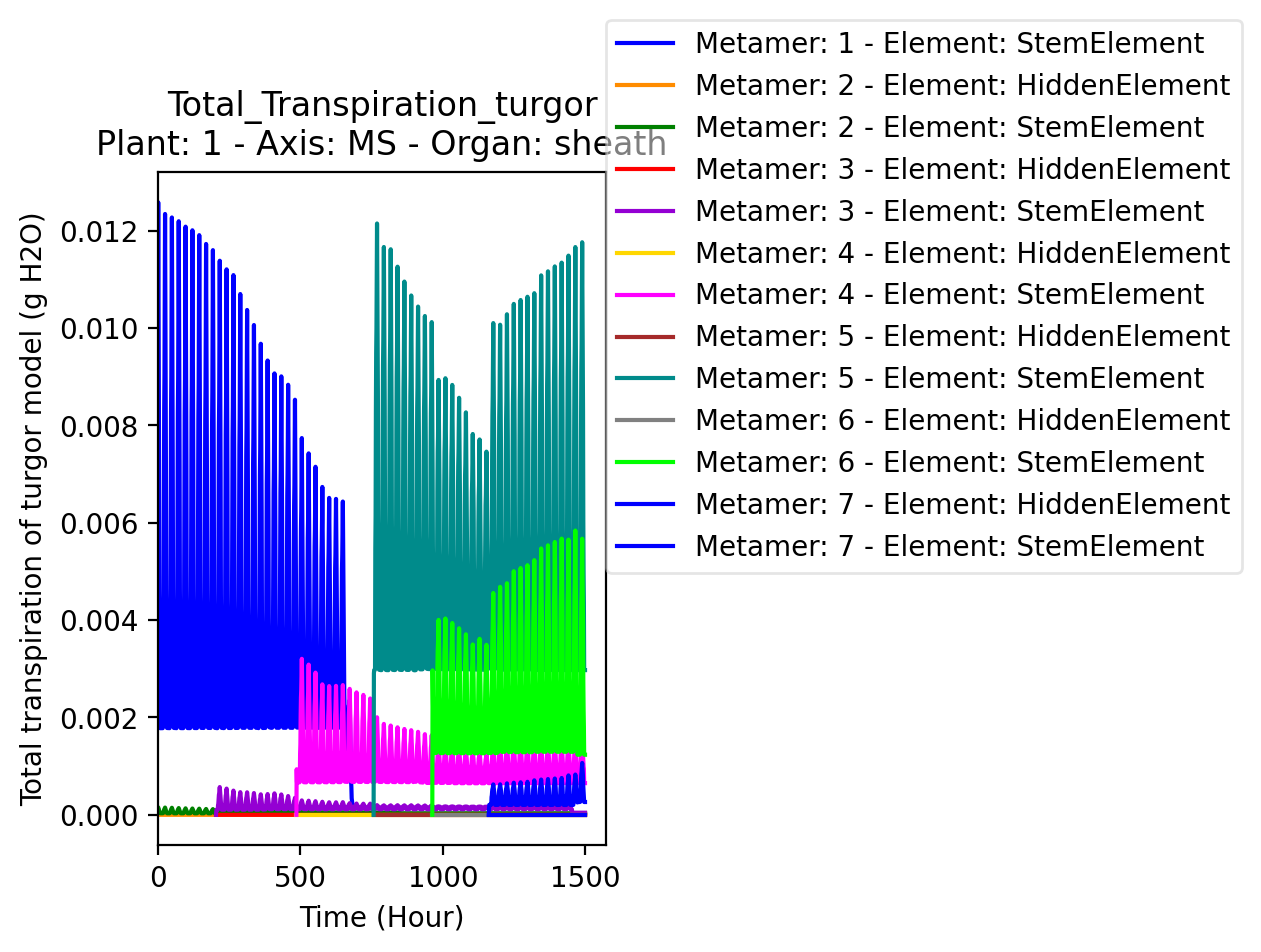 Total_Transpiration_turgor
Plant: 1 - Axis: MS - Organ: sheath
Metamer: 1 - Element: StemElement
Metamer: 2 - Element: HiddenElement
Metamer: 2 - Element: StemElement
Metamer: 3 - Element: HiddenElement
Metamer: 3 - Element: StemElement
Metamer: 4 - Element: HiddenElement
Metamer: 4 - Element: StemElement
Metamer: 5 - Element: HiddenElement
Metamer: 5 - Element: StemElement
Metamer: 6 - Element: HiddenElement
Metamer: 6 - Element: StemElement
Metamer: 7 - Element: HiddenElement
Metamer: 7 - Element: StemElement
Total transpiration of turgor model (g H2O)
0.012
0.010
0.008
0.006
0.004
0.002
0.000
0
500
1000
1500
Time (Hour)